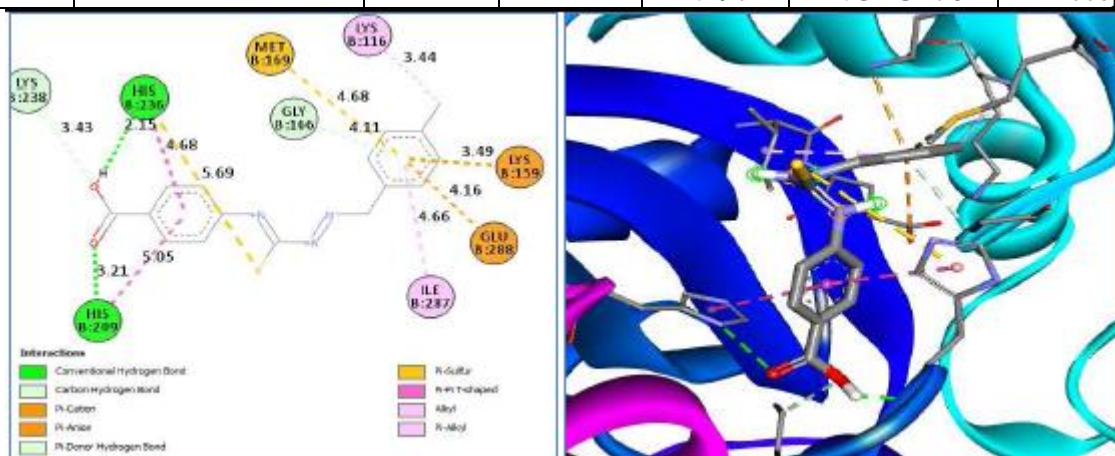 LYS
B:116
MET
B:169
3.44
LYS
B:238
HIS
B:236
4.68
GLY
B:166
3.43
2.15
4.68
4.11
3.49
LYS
B:159
5.69
4.16
4.66
GLU
B:288
5.05
3.21
ILE
B:287
HIS
Interactions
Conventional Hydrogen Bond
Carbon Hydrogen Bond
Pi-Cation
Pi-Anion
Pi-Donor Hydrogen Bond
Pi-Sulfur
Pi-Pi T-shaped
Alkyl
Pi-Alkyl